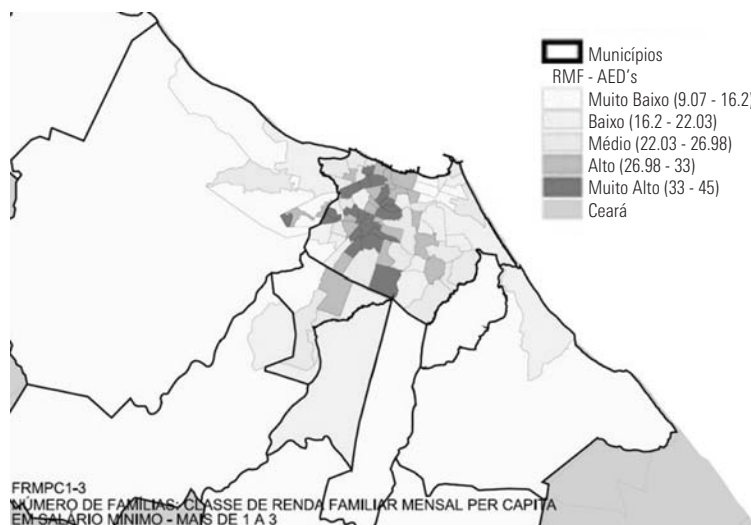 Municípios
RMF - AED's
Muito Baixo (9.07 - 16.2)
Baixo (16.2 - 22.03)
Médio (22.03 - 26.98)
Alto (26.98 - 33)
Muito Alto (33 - 45)
Ceará
FRMPC1-3
NÚMERO DE FAMÍLIAS: CLASSE DE RENDA FAMILIAR MENSAL PER CAPITA
EM SALÁRIO MÍNIMO - MAIS DE 1 A 3